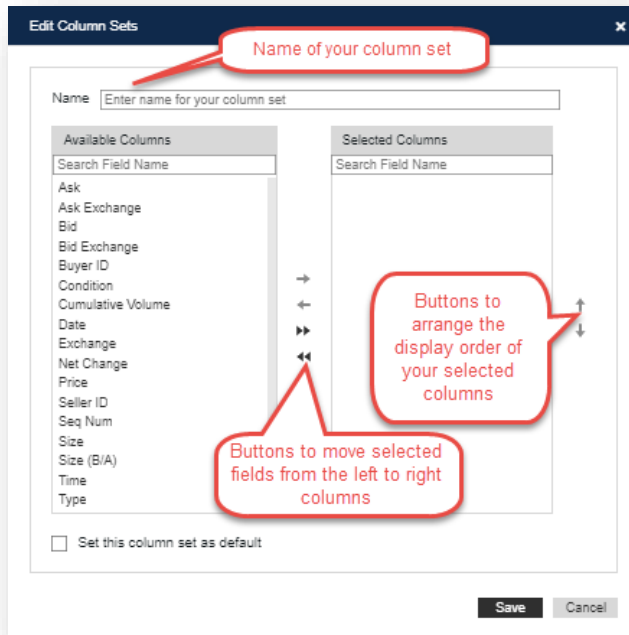 Edit Column Sets
Name of your column set
Name
Enter name for your column set
Available Columns
Selected Columns
Search Field Name
Search Field Name
Ask
Ask Exchange
Bid
Bid Exchange
Buyer ID
Condition
Cumulative Volume
Date
Exchange
Net Change
Price
Seller ID
Seq Num
Size
Size (B/A)
Time
Type
Buttons to
arrange the
display order of
your selected
columns
Buttons to move selected
fields from the left to right
columns
Set this column set as default
Save
Cancel